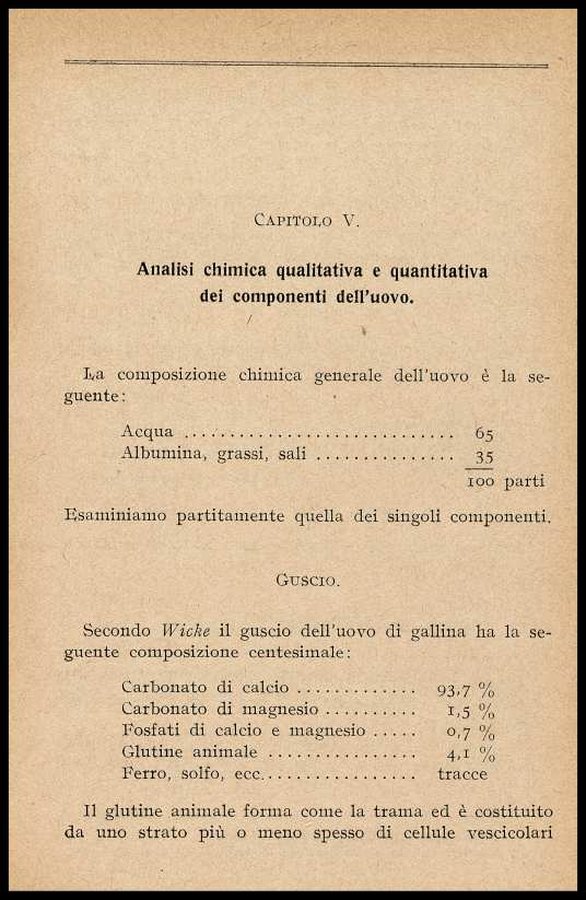 CAPITOLO V.
Analisi chimica qualitativa e quantitativa
dei componenti dell'uovo.
La composizione chimica generale dell'uovo è la se-
guente:
Acqua .............................. 65
Albumina, grassi, sali ............... 35
100 parti
Esaminiamo partitamente quella dei singoli componenti.
GUSCIO.
Secondo Wicke il guscio dell'uovo di gallina ha la se-
guente composizione centesimale:
Carbonato di calcio ............. 93,7 %
Carbonato di magnesio .......... 1,5 %
Fosfati di calcio e magnesio ..... 0,7 %
Glutine animale ................ 4,1 %
Ferro, solfo, ecc................. tracce
Il glutine animale forma come la trama ed è costituito
da uno strato più o meno spesso di cellule vescicolari